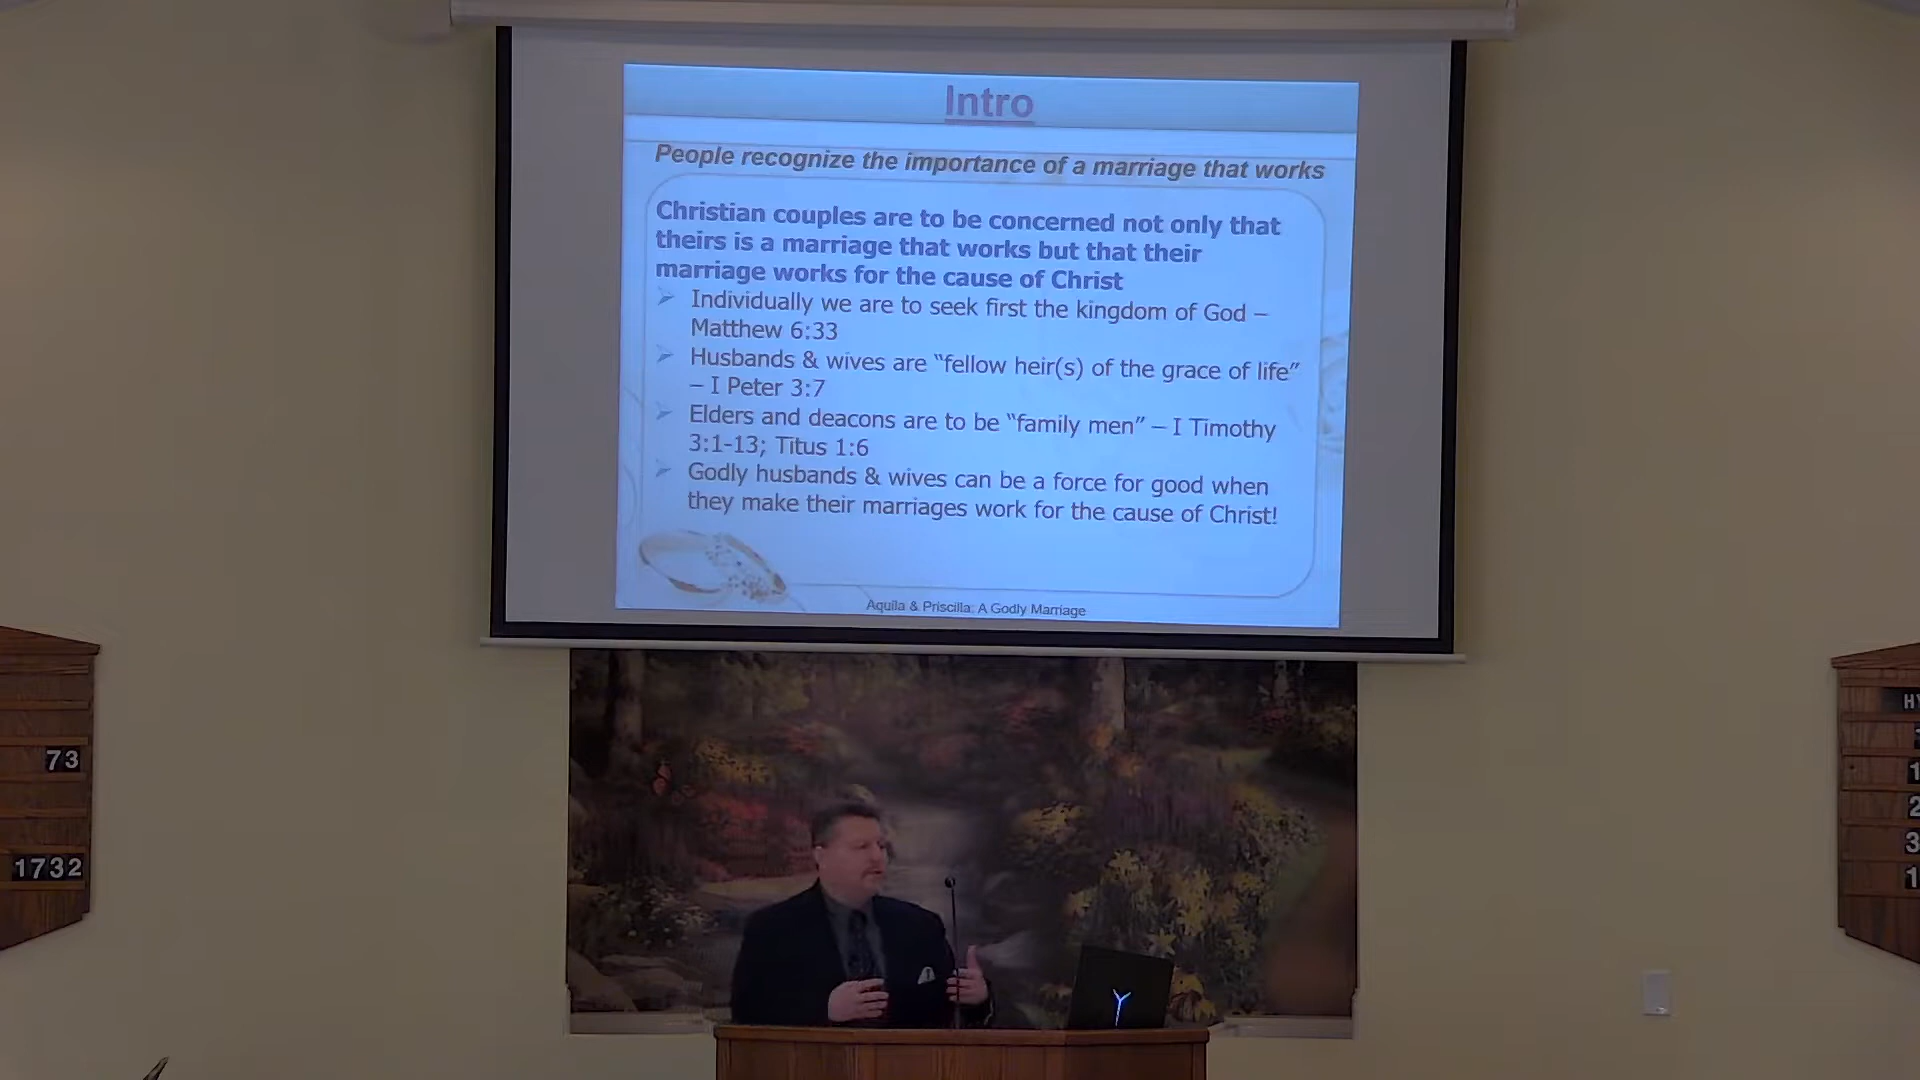 Intro
People recognize the importance of a marriage that works
Christian couples are to be concerned not only that
theirs is a marriage that works but that their
marriage works for the cause of Christ
➤ Individually we are to seek first the kingdom of God –
Matthew 6:33
➤ Husbands & wives are “fellow heir(s) of the grace of life”
– I Peter 3:7
➤ Elders and deacons are to be “family men” – I Timothy
3:1-13; Titus 1:6
➤ Godly husbands & wives can be a force for good when
they make their marriages work for the cause of Christ!
Aquila & Priscilla: A Godly Marriage
73
1732
HY
1
2
3
1